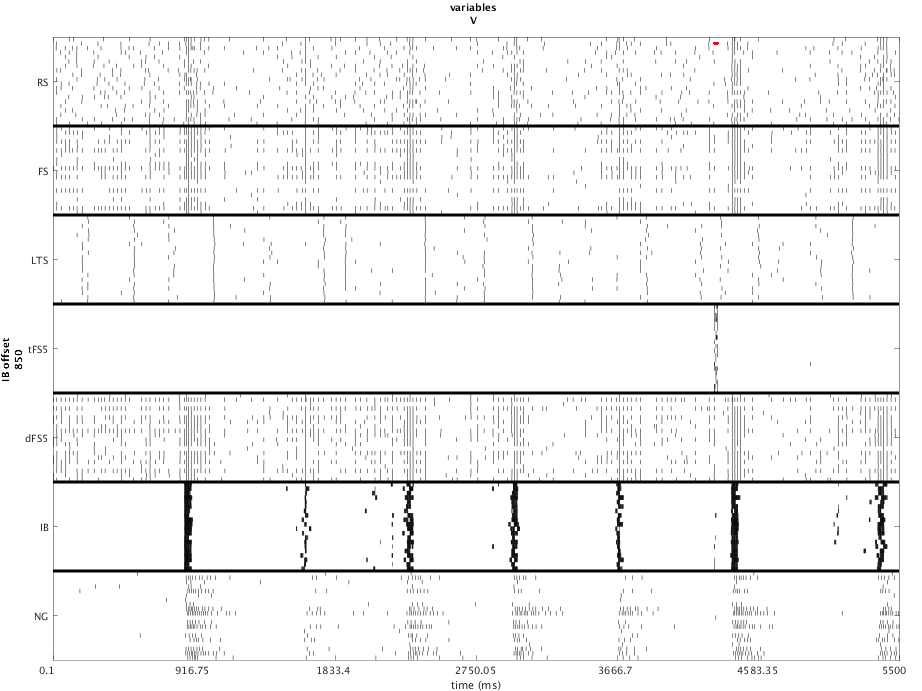 variables
V
RS
FS
LTS
tFS5
dFS5
IB
NG
IB offset
850
0.1 916.75 1833.4 2750.05 3666.7 4583.35 5500
time (ms)